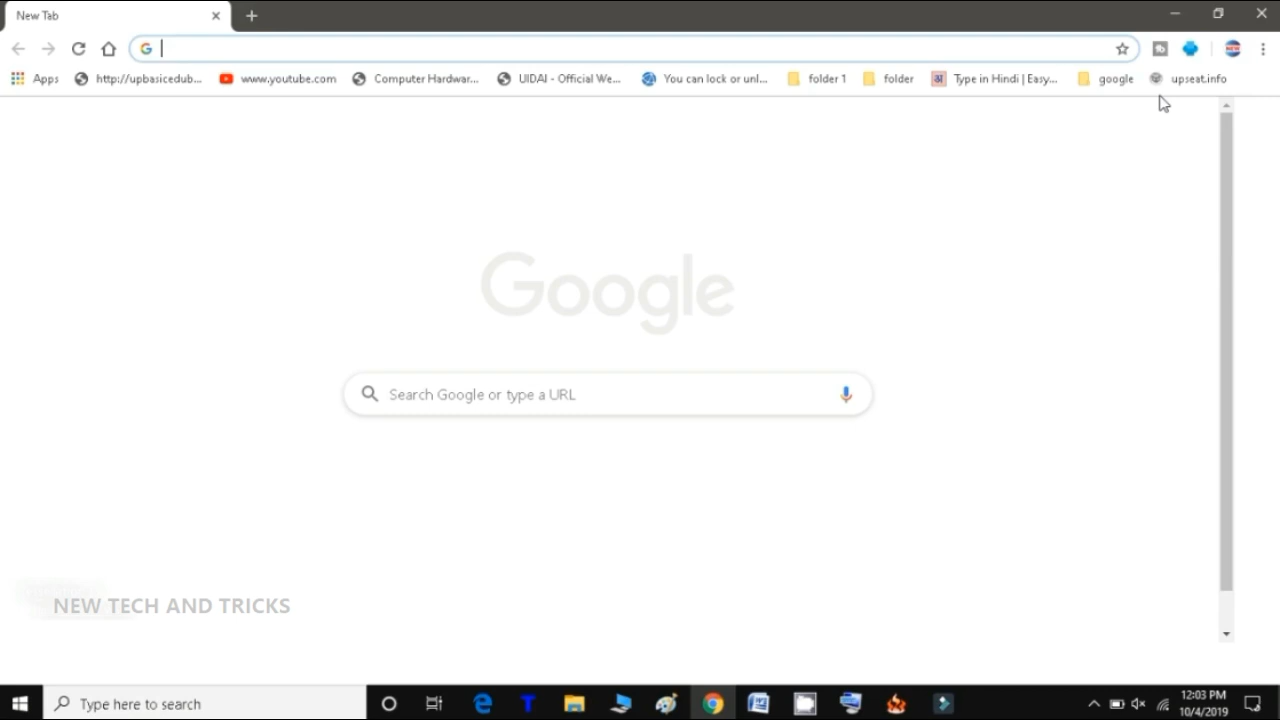 New Tab
Apps http://upbasicedub... www.youtube.com Computer Hardwar... UIDAI - Official We... You can lock or unl... folder 1 folder Type in Hindi | Easy... google upseat.info
Google
Search Google or type a URL
NEW TECH AND TRICKS
Type here to search
12:03 PM
10/4/2019